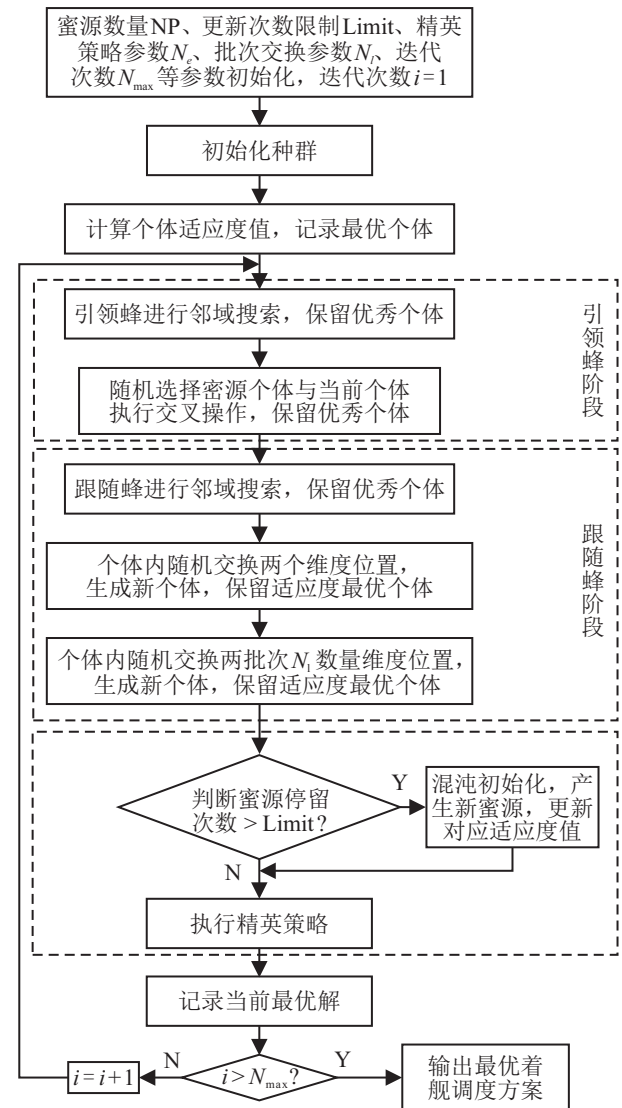 蜜源数量NP、更新次数限制Limit、精英
策略参数Nₑ、批次交换参数Nₗ、迭代
次数Nmax等参数初始化，迭代次数i=1
初始化种群
计算个体适应度值，记录最优个体
引领蜂进行邻域搜索，保留优秀个体
随机选择蜜源个体与当前个体
执行交叉操作，保留优秀个体
引领蜂阶段
跟随蜂进行邻域搜索，保留优秀个体
个体内随机交换两个维度位置，
生成新个体，保留适应度最优个体
个体内随机交换两批次N₁数量维度位置，
生成新个体，保留适应度最优个体
跟随蜂阶段
判断蜜源停留
次数 > Limit?
Y
混沌初始化，产
生新蜜源，更新
对应适应度值
N
执行精英策略
记录当前最优解
i > Nmax?
N
i=i+1
Y
输出最优着
舰调度方案